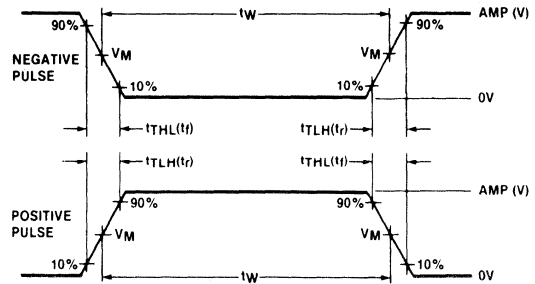 tW
AMP (V)
90%
90%
VM
VM
NEGATIVE
PULSE
10%
10%
0V
tTHL(tf)
tTLH(tr)
tTLH(tr)
tTHL(tf)
AMP (V)
90%
90%
POSITIVE
PULSE
VM
VM
10%
10%
tW
0V